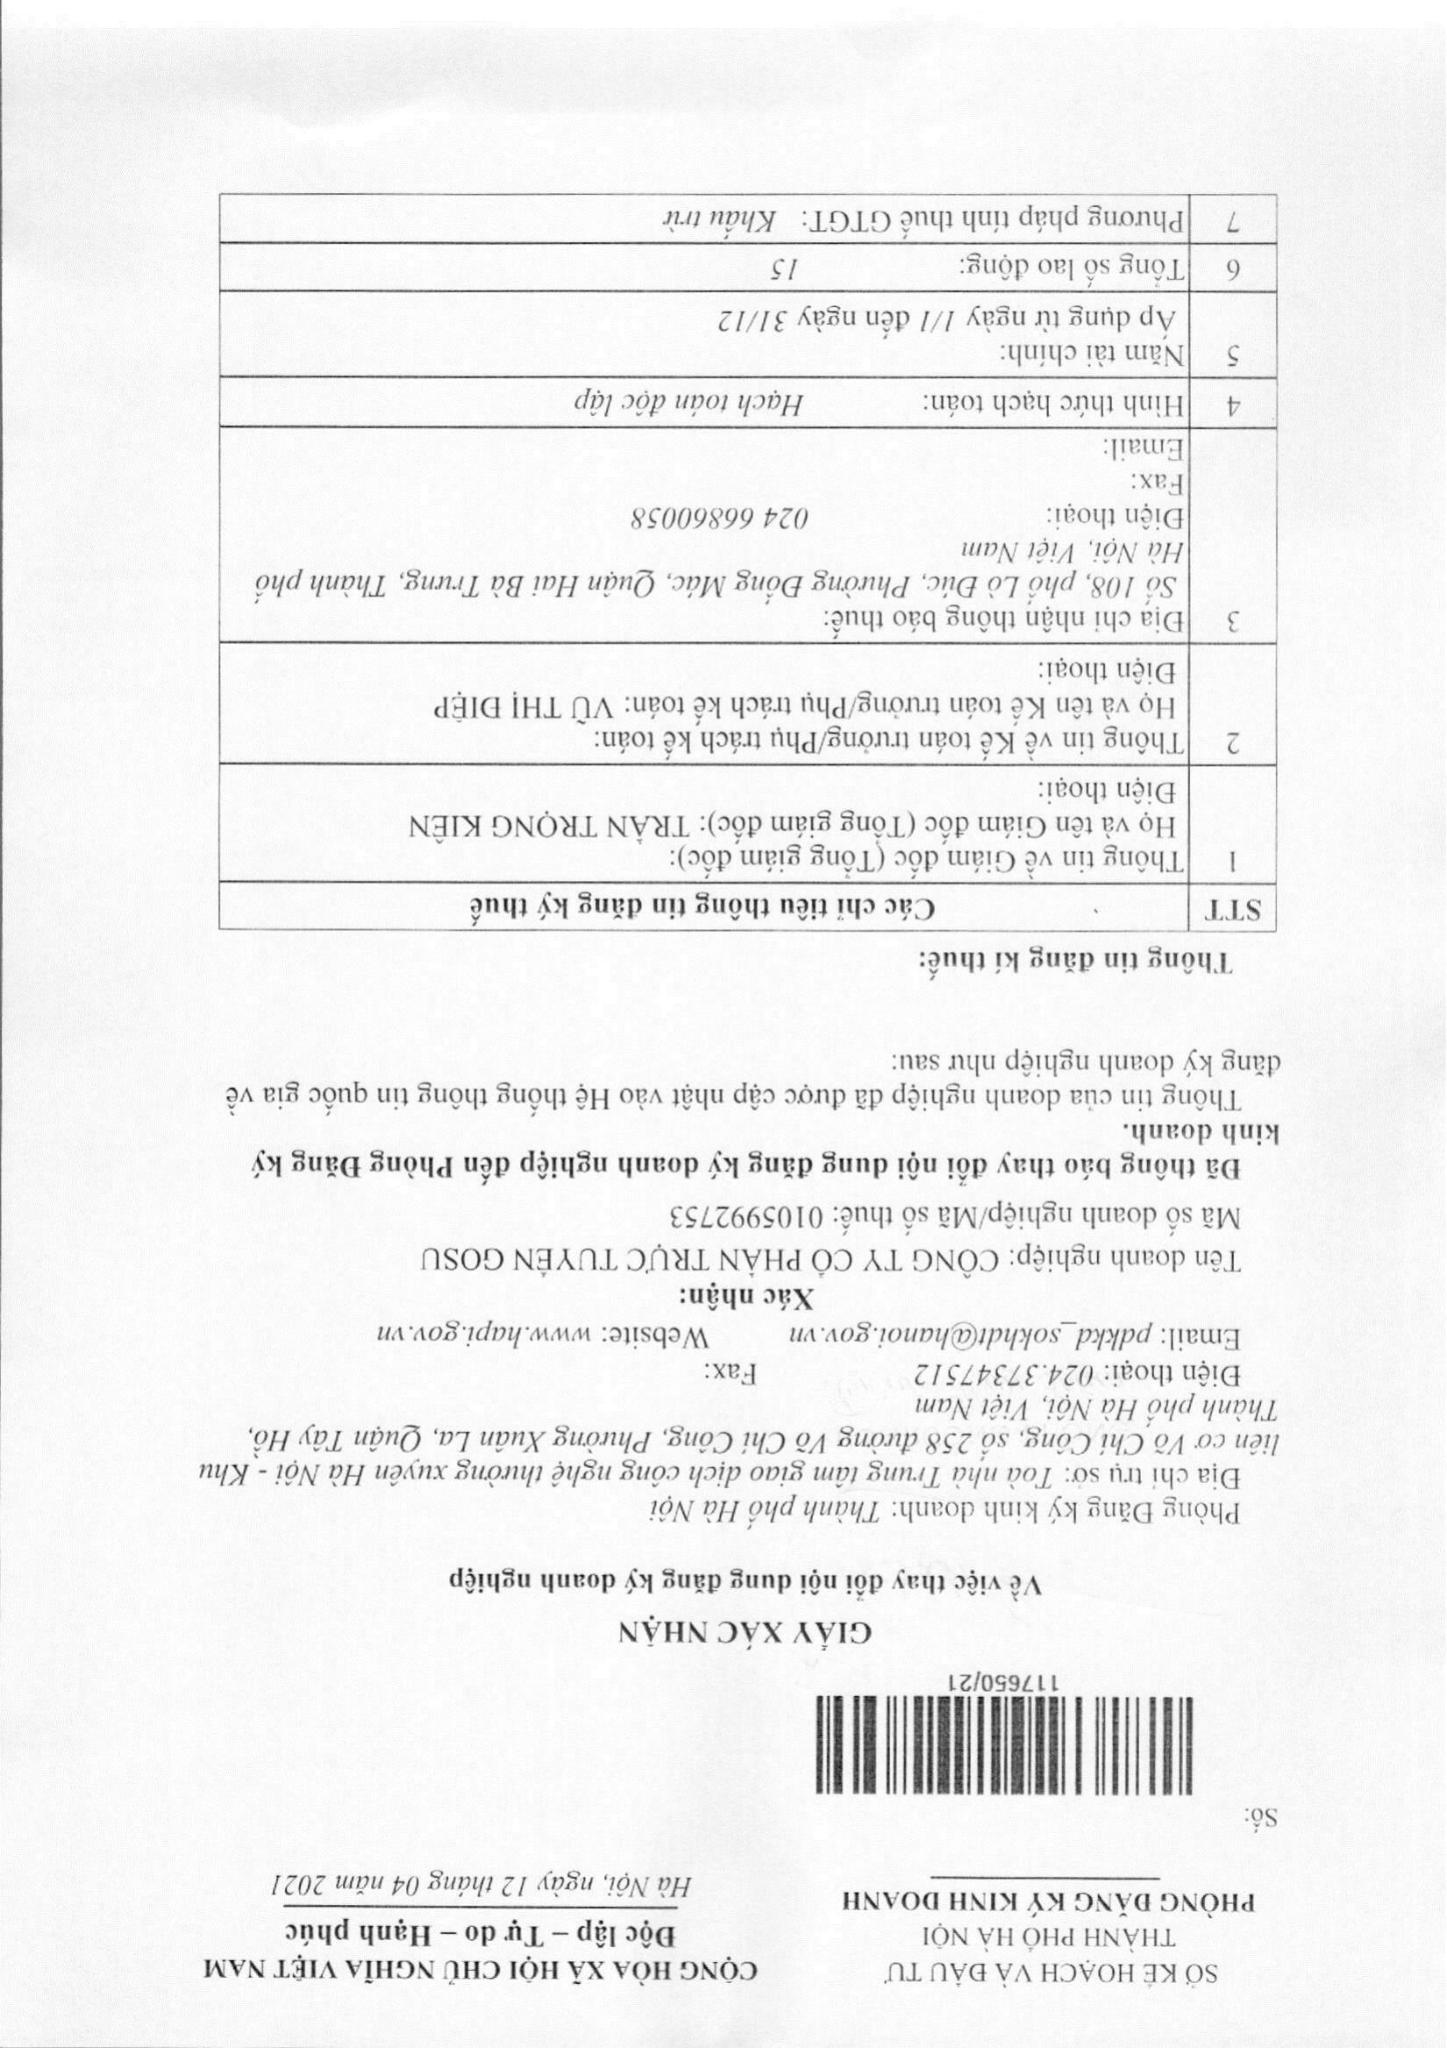 SỞ KẾ HOẠCH VÀ ĐẦU TƯ
THÀNH PHỐ HÀ NỘI
PHÒNG ĐĂNG KÝ KINH DOANH
CỘNG HÒA XÃ HỘI CHỦ NGHĨA VIỆT NAM
Độc lập – Tự do – Hạnh phúc
Hà Nội, ngày 12 tháng 04 năm 2021
Số:
117650/21
GIẤY XÁC NHẬN
Về việc thay đổi nội dung đăng ký doanh nghiệp
Phòng Đăng ký kinh doanh: Thành phố Hà Nội
Địa chỉ trụ sở: Toà nhà Trung tâm giao dịch công nghệ thường xuyên Hà Nội - Khu
liên cơ Võ Chí Công, số 258 đường Võ Chí Công, Phường Xuân La, Quận Tây Hồ,
Thành phố Hà Nội, Việt Nam
Điện thoại: 024.37347512 Fax:
Email: pdkkd_sokhdt@hanoi.gov.vn Website: www.hapi.gov.vn
Xác nhận:
Tên doanh nghiệp: CÔNG TY CỔ PHẦN TRỰC TUYẾN GOSU
Mã số doanh nghiệp/Mã số thuế: 0105992753
Đã thông báo thay đổi nội dung đăng ký doanh nghiệp đến Phòng Đăng ký
kinh doanh.
Thông tin của doanh nghiệp đã được cập nhật vào Hệ thống thông tin quốc gia về
đăng ký doanh nghiệp như sau:
Thông tin đăng kí thuế:
STT Các chỉ tiêu thông tin đăng ký thuế
1 Thông tin về Giám đốc (Tổng giám đốc):
Họ và tên Giám đốc (Tổng giám đốc): TRẦN TRỌNG KIÊN
Điện thoại:
2 Thông tin về Kế toán trưởng/Phụ trách kế toán:
Họ và tên Kế toán trưởng/Phụ trách kế toán: VŨ THỊ ĐIỆP
Điện thoại:
3 Địa chỉ nhận thông báo thuế:
Số 108, phố Lò Đúc, Phường Đống Mác, Quận Hai Bà Trưng, Thành phố
Hà Nội, Việt Nam
Điện thoại: 024 66860058
Fax:
Email:
4 Hình thức hạch toán: Hạch toán độc lập
5 Năm tài chính:
Áp dụng từ ngày 1/1 đến ngày 31/12
6 Tổng số lao động: 15
7 Phương pháp tính thuế GTGT: Khấu trừ